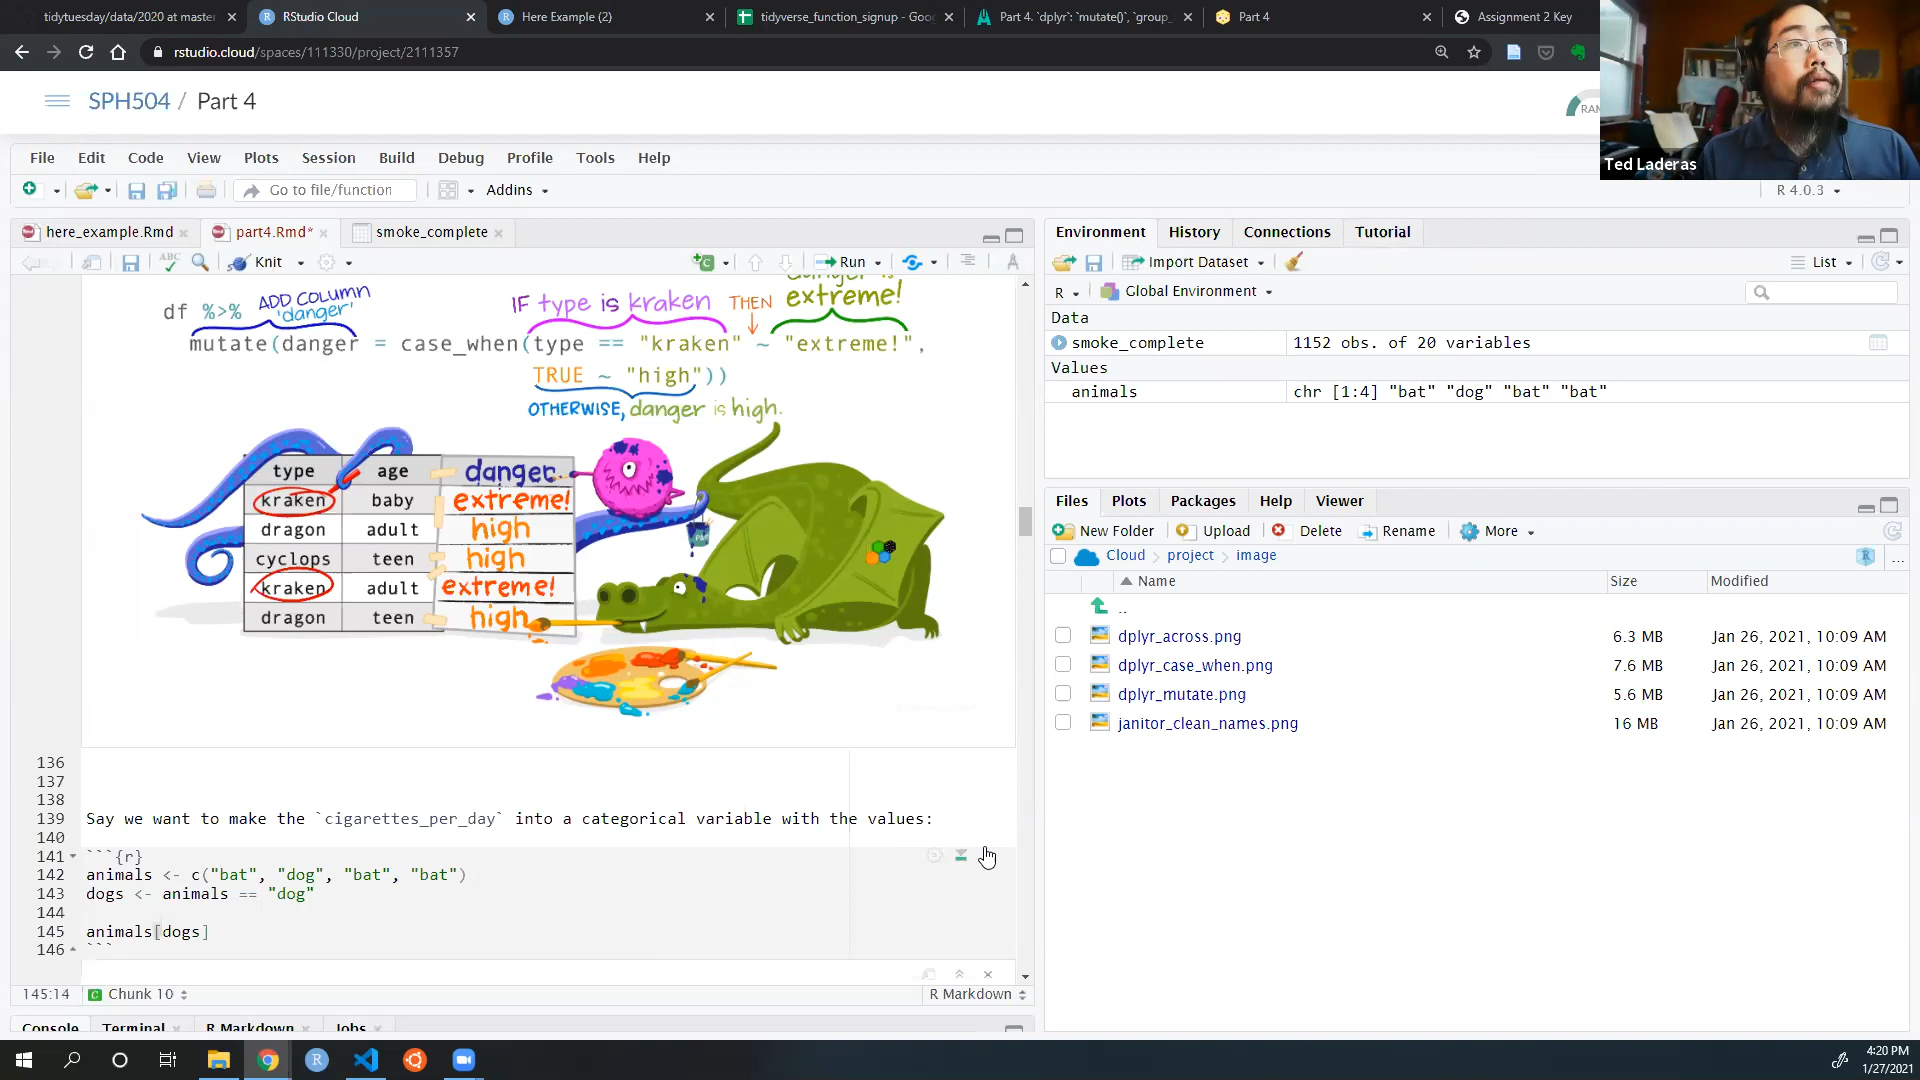 tidytuesday/data/2020 at master
RStudio Cloud
Here Example (2)
tidyverse_function_signup - Goo
Part 4. `dplyr`: `mutate()`, `group_
Part 4
Assignment 2 Key
rstudio.cloud/spaces/111330/project/2111357
SPH504 / Part 4
RAM
Ted Laderas
File Edit Code View Plots Session Build Debug Profile Tools Help
Go to file/function
Addins
R 4.0.3
here_example.Rmd
part4.Rmd*
smoke_complete
ABC
Knit
Run
danger is
df %>% ADD COLUMN 'danger'
IF type is kraken THEN extreme!
mutate(danger = case_when(type == "kraken" ~ "extreme!",
TRUE ~ "high"))
OTHERWISE, danger is high.
type age danger
kraken baby extreme!
dragon adult high
cyclops teen high
kraken adult extreme!
dragon teen high
136
137
138
139 Say we want to make the `cigarettes_per_day` into a categorical variable with the values:
140
141 ```{r}
142 animals <- c("bat", "dog", "bat", "bat")
143 dogs <- animals == "dog"
144
145 animals[dogs]
146 ```
145:14 Chunk 10 R Markdown
Console Terminal R Markdown Jobs
Environment History Connections Tutorial
Import Dataset List
R Global Environment
Data
smoke_complete 1152 obs. of 20 variables
Values
animals chr [1:4] "bat" "dog" "bat" "bat"
Files Plots Packages Help Viewer
New Folder Upload Delete Rename More
Cloud project image
R
...
Name Size Modified
..
dplyr_across.png 6.3 MB Jan 26, 2021, 10:09 AM
dplyr_case_when.png 7.6 MB Jan 26, 2021, 10:09 AM
dplyr_mutate.png 5.6 MB Jan 26, 2021, 10:09 AM
janitor_clean_names.png 16 MB Jan 26, 2021, 10:09 AM
4:20 PM
1/27/2021